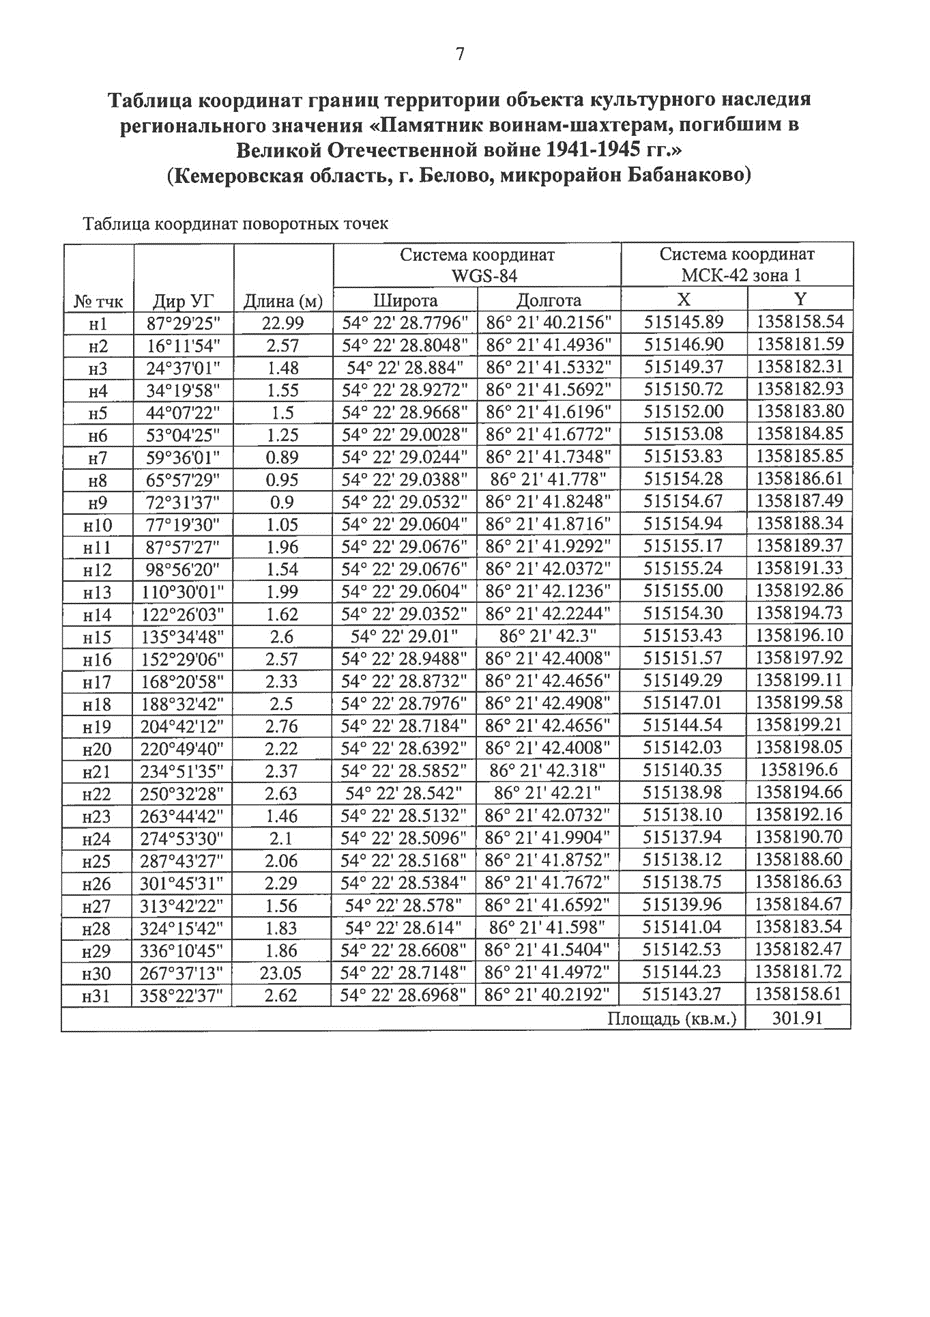 7
Таблица координат границ территории объекта культурного наследия
регионального значения «Памятник воинам-шахтерам, погибшим в
Великой Отечественной войне 1941-1945 гг.»
(Кемеровская область, г. Белово, микрорайон Бабанаково)
Таблица координат поворотных точек
№ тчк Дир УГ Длина (м) Система координат WGS-84 Система координат МСК-42 зона 1
Широта Долгота X Y
н1 87°29'25" 22.99 54° 22' 28.7796" 86° 21' 40.2156" 515145.89 1358158.54
н2 16°11'54" 2.57 54° 22' 28.8048" 86° 21' 41.4936" 515146.90 1358181.59
н3 24°37'01" 1.48 54° 22' 28.884" 86° 21' 41.5332" 515149.37 1358182.31
н4 34°19'58" 1.55 54° 22' 28.9272" 86° 21' 41.5692" 515150.72 1358182.93
н5 44°07'22" 1.5 54° 22' 28.9668" 86° 21' 41.6196" 515152.00 1358183.80
н6 53°04'25" 1.25 54° 22' 29.0028" 86° 21' 41.6772" 515153.08 1358184.85
н7 59°36'01" 0.89 54° 22' 29.0244" 86° 21' 41.7348" 515153.83 1358185.85
н8 65°57'29" 0.95 54° 22' 29.0388" 86° 21' 41.778" 515154.28 1358186.61
н9 72°31'37" 0.9 54° 22' 29.0532" 86° 21' 41.8248" 515154.67 1358187.49
н10 77°19'30" 1.05 54° 22' 29.0604" 86° 21' 41.8716" 515154.94 1358188.34
н11 87°57'27" 1.96 54° 22' 29.0676" 86° 21' 41.9292" 515155.17 1358189.37
н12 98°56'20" 1.54 54° 22' 29.0676" 86° 21' 42.0372" 515155.24 1358191.33
н13 110°30'01" 1.99 54° 22' 29.0604" 86° 21' 42.1236" 515155.00 1358192.86
н14 122°26'03" 1.62 54° 22' 29.0352" 86° 21' 42.2244" 515154.30 1358194.73
н15 135°34'48" 2.6 54° 22' 29.01" 86° 21' 42.3" 515153.43 1358196.10
н16 152°29'06" 2.57 54° 22' 28.9488" 86° 21' 42.4008" 515151.57 1358197.92
н17 168°20'58" 2.33 54° 22' 28.8732" 86° 21' 42.4656" 515149.29 1358199.11
н18 188°32'42" 2.5 54° 22' 28.7976" 86° 21' 42.4908" 515147.01 1358199.58
н19 204°42'12" 2.76 54° 22' 28.7184" 86° 21' 42.4656" 515144.54 1358199.21
н20 220°49'40" 2.22 54° 22' 28.6392" 86° 21' 42.4008" 515142.03 1358198.05
н21 234°51'35" 2.37 54° 22' 28.5852" 86° 21' 42.318" 515140.35 1358196.6
н22 250°32'28" 2.63 54° 22' 28.542" 86° 21' 42.21" 515138.98 1358194.66
н23 263°44'42" 1.46 54° 22' 28.5132" 86° 21' 42.0732" 515138.10 1358192.16
н24 274°53'30" 2.1 54° 22' 28.5096" 86° 21' 41.9904" 515137.94 1358190.70
н25 287°43'27" 2.06 54° 22' 28.5168" 86° 21' 41.8752" 515138.12 1358188.60
н26 301°45'31" 2.29 54° 22' 28.5384" 86° 21' 41.7672" 515138.75 1358186.63
н27 313°42'22" 1.56 54° 22' 28.578" 86° 21' 41.6592" 515139.96 1358184.67
н28 324°15'42" 1.83 54° 22' 28.614" 86° 21' 41.598" 515141.04 1358183.54
н29 336°10'45" 1.86 54° 22' 28.6608" 86° 21' 41.5404" 515142.53 1358182.47
н30 267°37'13" 23.05 54° 22' 28.7148" 86° 21' 41.4972" 515144.23 1358181.72
н31 358°22'37" 2.62 54° 22' 28.6968" 86° 21' 40.2192" 515143.27 1358158.61
Площадь (кв.м.) 301.91